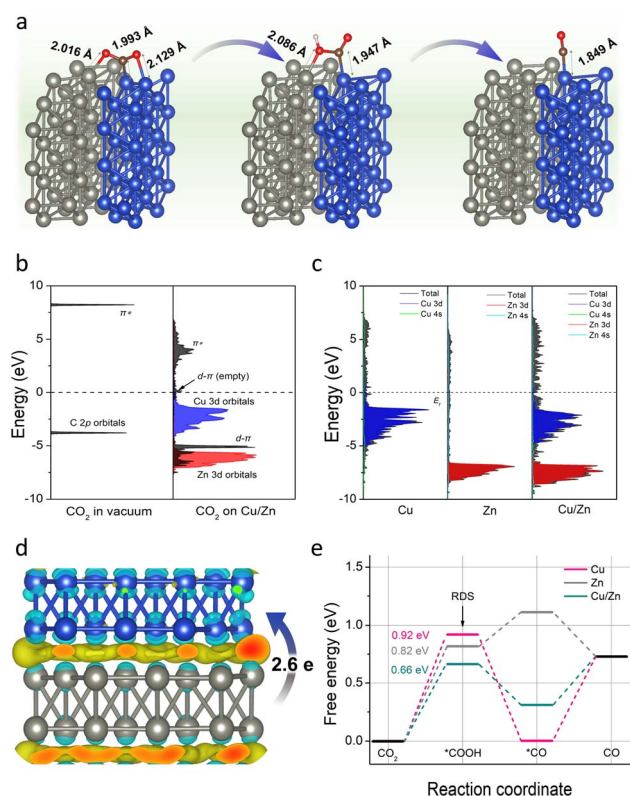 a
2.016 Å
1.993 Å
2.129 Å
2.086 Å
1.947 Å
1.849 Å
b
Energy (eV)
10
5
0
-5
-10
π*
C 2p orbitals
π*
d-π (empty)
Cu 3d orbitals
d-π
Zn 3d orbitals
CO₂ in vacuum
CO₂ on Cu/Zn
c
Energy (eV)
10
5
0
-5
-10
Total
Cu 3d
Cu 4s
Total
Zn 3d
Zn 4s
Total
Cu 3d
Cu 4s
Zn 3d
Zn 4s
Cu
Zn
Cu/Zn
d
2.6 e
e
Free energy (eV)
1.5
1.0
0.5
0.0
RDS
Cu
Zn
Cu/Zn
0.92 eV
0.82 eV
0.66 eV
CO₂
*COOH
*CO
CO
Reaction coordinate